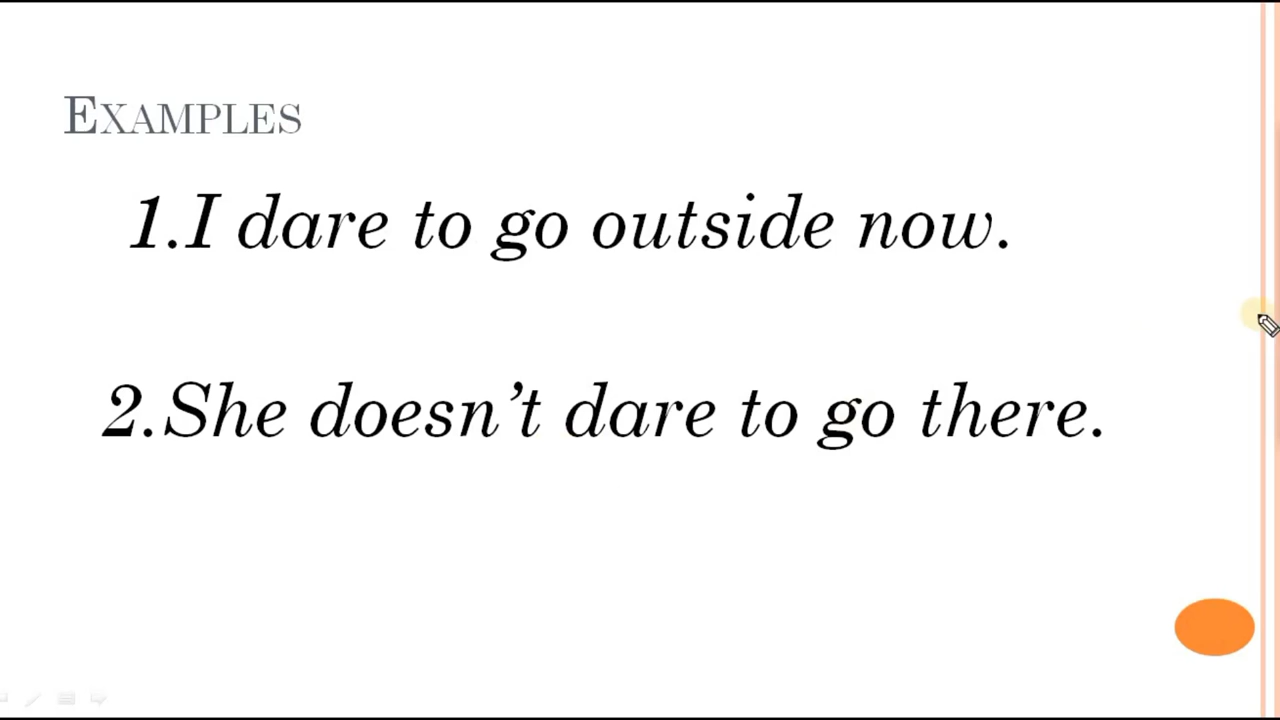 EXAMPLES
1.I dare to go outside now.
2.She doesn’t dare to go there.